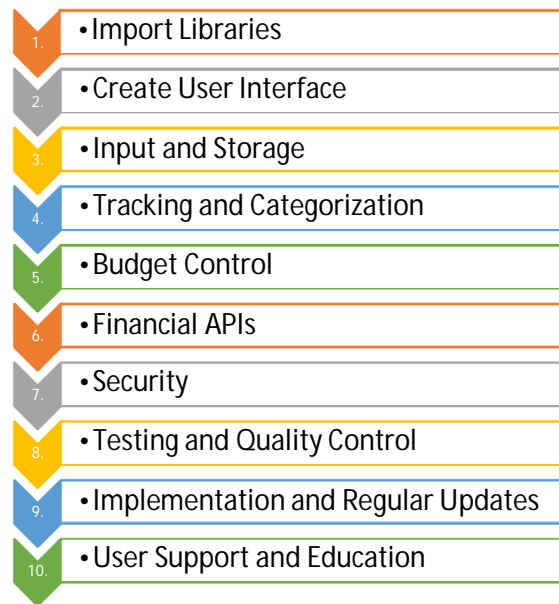 1. •Import Libraries
2. •Create User Interface
3. •Input and Storage
4. •Tracking and Categorization
5. •Budget Control
6. •Financial APIs
7. •Security
8. •Testing and Quality Control
9. •Implementation and Regular Updates
10. •User Support and Education